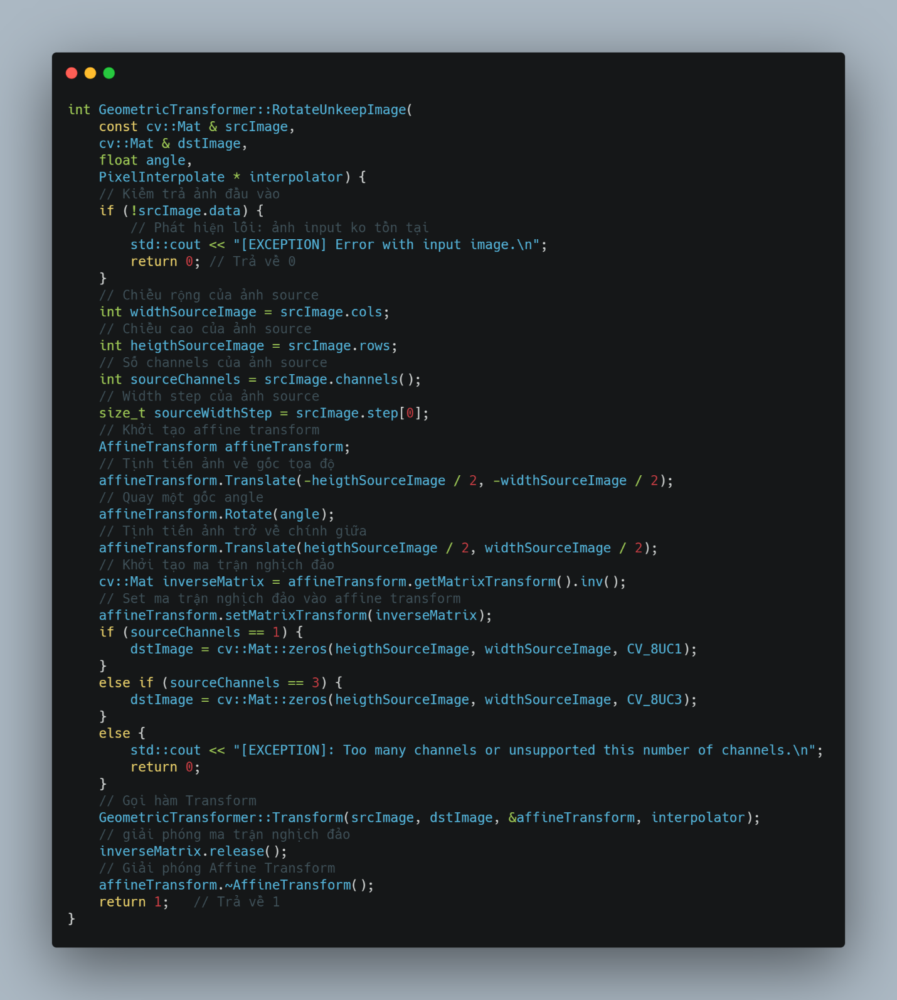 int GeometricTransformer::RotateUnkeepImage(
    const cv::Mat & srcImage,
    cv::Mat & dstImage,
    float angle,
    PixelInterpolate * interpolator) {
    // Kiểm trả ảnh đầu vào
    if (!srcImage.data) {
        // Phát hiện lỗi: ảnh input ko tồn tại
        std::cout << "[EXCEPTION] Error with input image.\n";
        return 0; // Trả về 0
    }
    // Chiều rộng của ảnh source
    int widthSourceImage = srcImage.cols;
    // Chiều cao của ảnh source
    int heigthSourceImage = srcImage.rows;
    // Số channels của ảnh source
    int sourceChannels = srcImage.channels();
    // Width step của ảnh source
    size_t sourceWidthStep = srcImage.step[0];
    // Khởi tạo affine transform
    AffineTransform affineTransform;
    // Tịnh tiến ảnh về gốc tọa độ
    affineTransform.Translate(-heigthSourceImage / 2, -widthSourceImage / 2);
    // Quay một gốc angle
    affineTransform.Rotate(angle);
    // Tịnh tiến ảnh trở về chính giữa
    affineTransform.Translate(heigthSourceImage / 2, widthSourceImage / 2);
    // Khởi tạo ma trận nghịch đảo
    cv::Mat inverseMatrix = affineTransform.getMatrixTransform().inv();
    // Set ma trận nghịch đảo vào affine transform
    affineTransform.setMatrixTransform(inverseMatrix);
    if (sourceChannels == 1) {
        dstImage = cv::Mat::zeros(heigthSourceImage, widthSourceImage, CV_8UC1);
    }
    else if (sourceChannels == 3) {
        dstImage = cv::Mat::zeros(heigthSourceImage, widthSourceImage, CV_8UC3);
    }
    else {
        std::cout << "[EXCEPTION]: Too many channels or unsupported this number of channels.\n";
        return 0;
    }
    // Gọi hàm Transform
    GeometricTransformer::Transform(srcImage, dstImage, &affineTransform, interpolator);
    // giải phóng ma trận nghịch đảo
    inverseMatrix.release();
    // Giải phóng Affine Transform
    affineTransform.~AffineTransform();
    return 1;   // Trả về 1
}